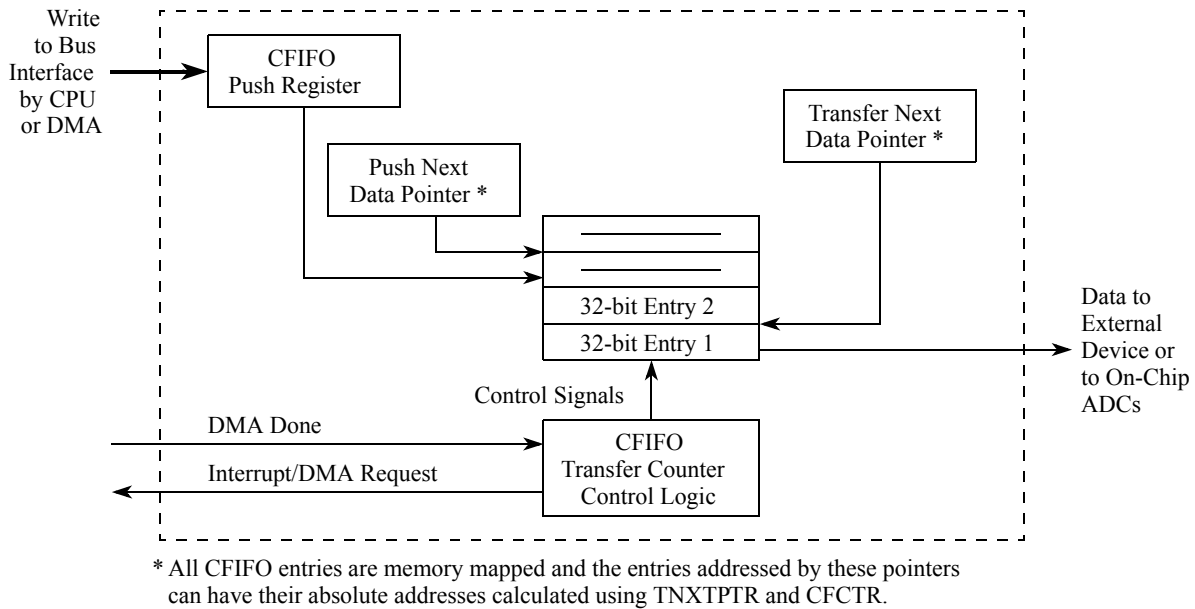 Write
to Bus
Interface
by CPU
or DMA
CFIFO
Push Register
Push Next
Data Pointer *
Transfer Next
Data Pointer *
32-bit Entry 2
32-bit Entry 1
Data to
External
Device or
to On-Chip
ADCs
Control Signals
DMA Done
Interrupt/DMA Request
CFIFO
Transfer Counter
Control Logic
* All CFIFO entries are memory mapped and the entries addressed by these pointers
can have their absolute addresses calculated using TNXTPTR and CFCTR.